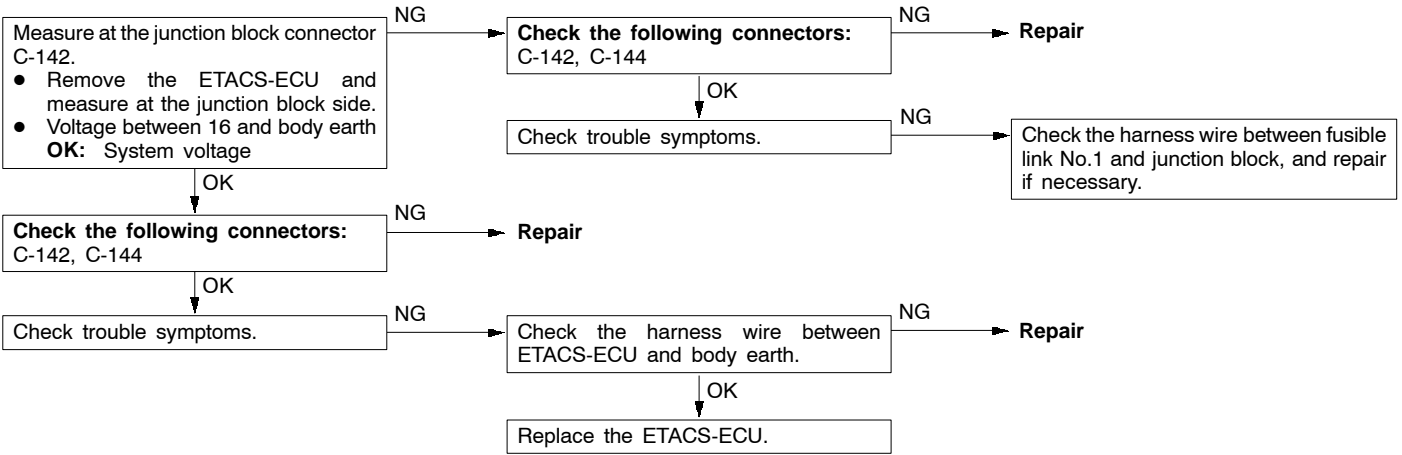 Measure at the junction block connector
C-142.
● Remove the ETACS-ECU and
measure at the junction block side.
● Voltage between 16 and body earth
OK: System voltage
NG
Check the following connectors:
C-142, C-144
NG
Repair
OK
Check trouble symptoms.
NG
Check the harness wire between fusible
link No.1 and junction block, and repair
if necessary.
OK
Check the following connectors:
C-142, C-144
NG
Repair
OK
Check trouble symptoms.
NG
Check the harness wire between
ETACS-ECU and body earth.
NG
Repair
OK
Replace the ETACS-ECU.